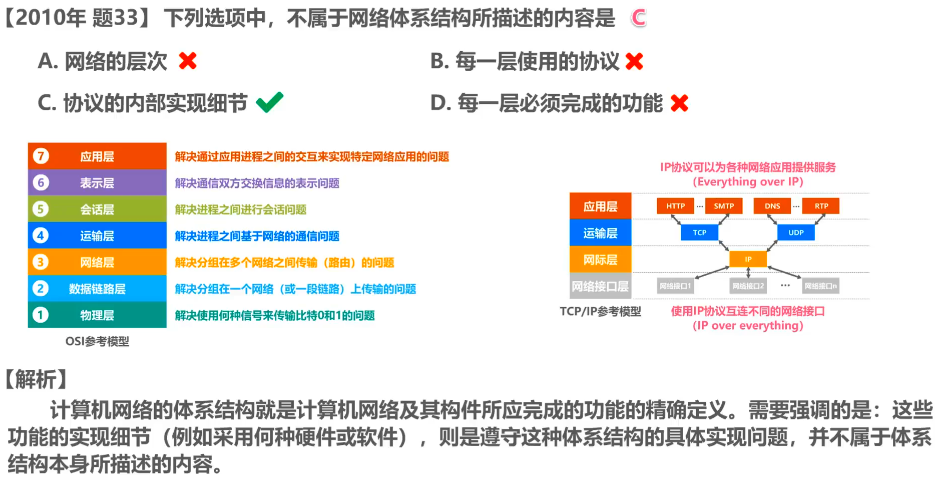 【2010年 题33】 下列选项中，不属于网络体系结构所描述的内容是 C
A. 网络的层次
B. 每一层使用的协议
C. 协议的内部实现细节
D. 每一层必须完成的功能
7 应用层 解决通过应用进程之间的交互来实现特定网络应用的问题
6 表示层 解决通信双方交换信息的表示问题
5 会话层 解决进程之间进行会话问题
4 运输层 解决进程之间基于网络的通信问题
3 网络层 解决分组在多个网络之间传输（路由）的问题
2 数据链路层 解决分组在一个网络（或一段链路）上传输的问题
1 物理层 解决使用何种信号来传输比特0和1的问题
OSI参考模型
IP协议可以为各种网络应用提供服务
（Everything over IP）
应用层 HTTP ··· SMTP DNS ··· RTP
运输层 TCP UDP
网际层 IP
网络接口层 网络接口1 网络接口2 ··· 网络接口n
TCP/IP参考模型
使用IP协议互连不同的网络接口
（IP over everything）
【解析】
计算机网络的体系结构就是计算机网络及其构件所应完成的功能的精确定义。需要强调的是：这些
功能的实现细节（例如采用何种硬件或软件），则是遵守这种体系结构的具体实现问题，并不属于体系
结构本身所描述的内容。